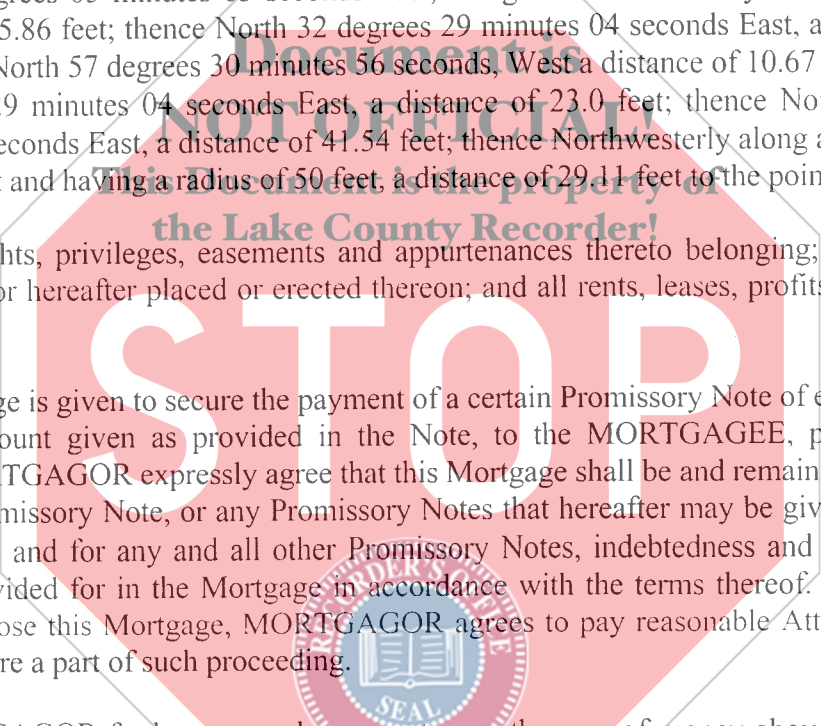 5.86 feet; thence North 32 degrees 29 minutes 04 seconds East, a
Document is
North 57 degrees 30 minutes 56 seconds, West a distance of 10.67
9 minutes 04 seconds East, a distance of 23.0 feet; thence No
NOT OFFICIAL!
econds East, a distance of 41.54 feet; thence Northwesterly along a
t and having a radius of 50 feet, a distance of 29.11 feet to the poin
This Document is the property of
the Lake County Recorder!
hts, privileges, easements and appurtenances thereto belonging;
or hereafter placed or erected thereon; and all rents, leases, profits
STOP
ge is given to secure the payment of a certain Promissory Note of e
ount given as provided in the Note, to the MORTGAGEE, p
TGAGOR expressly agree that this Mortgage shall be and remain
missory Note, or any Promissory Notes that hereafter may be giv
and for any and all other Promissory Notes, indebtedness and
vided for in the Mortgage in accordance with the terms thereof.
RECORDER'S OFFICE
ose this Mortgage, MORTGAGOR agrees to pay reasonable Att
re a part of such proceeding.
SEAL